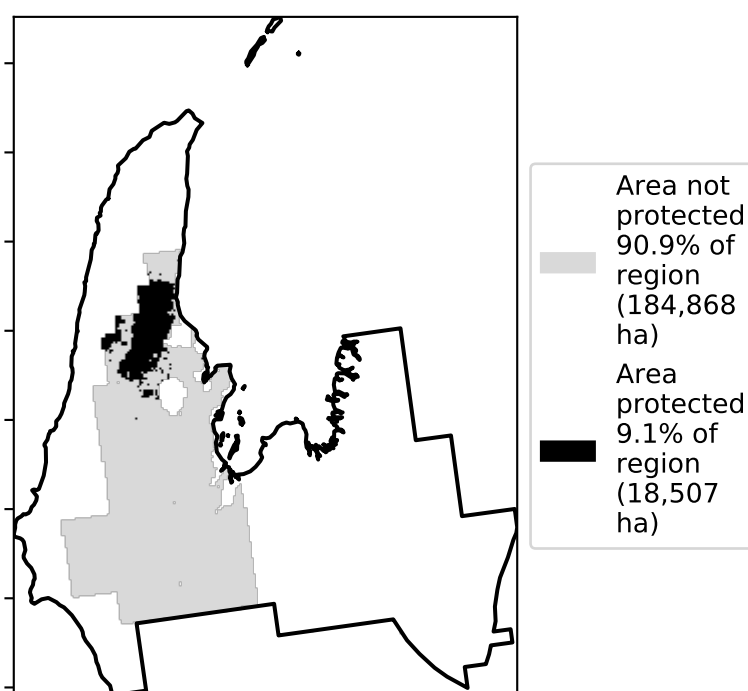 Area not
protected
90.9% of
region
(184,868
ha)
Area
protected
9.1% of
region
(18,507
ha)